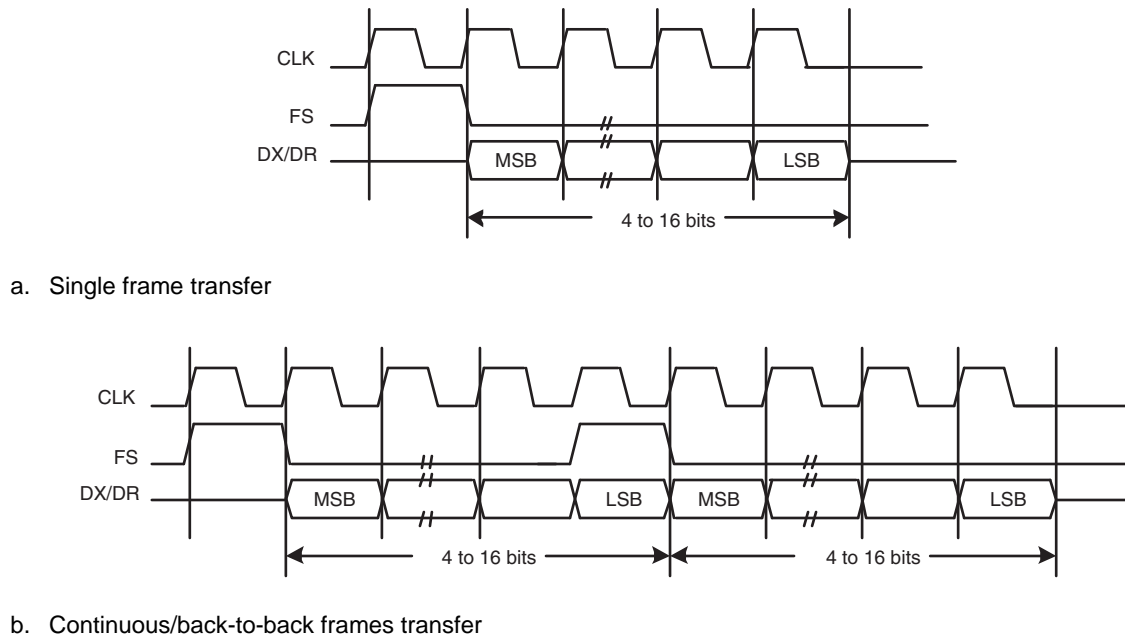 CLK
FS
DX/DR
MSB
LSB
4 to 16 bits
a. Single frame transfer
CLK
FS
DX/DR
MSB
LSB
MSB
LSB
4 to 16 bits
4 to 16 bits
b. Continuous/back-to-back frames transfer